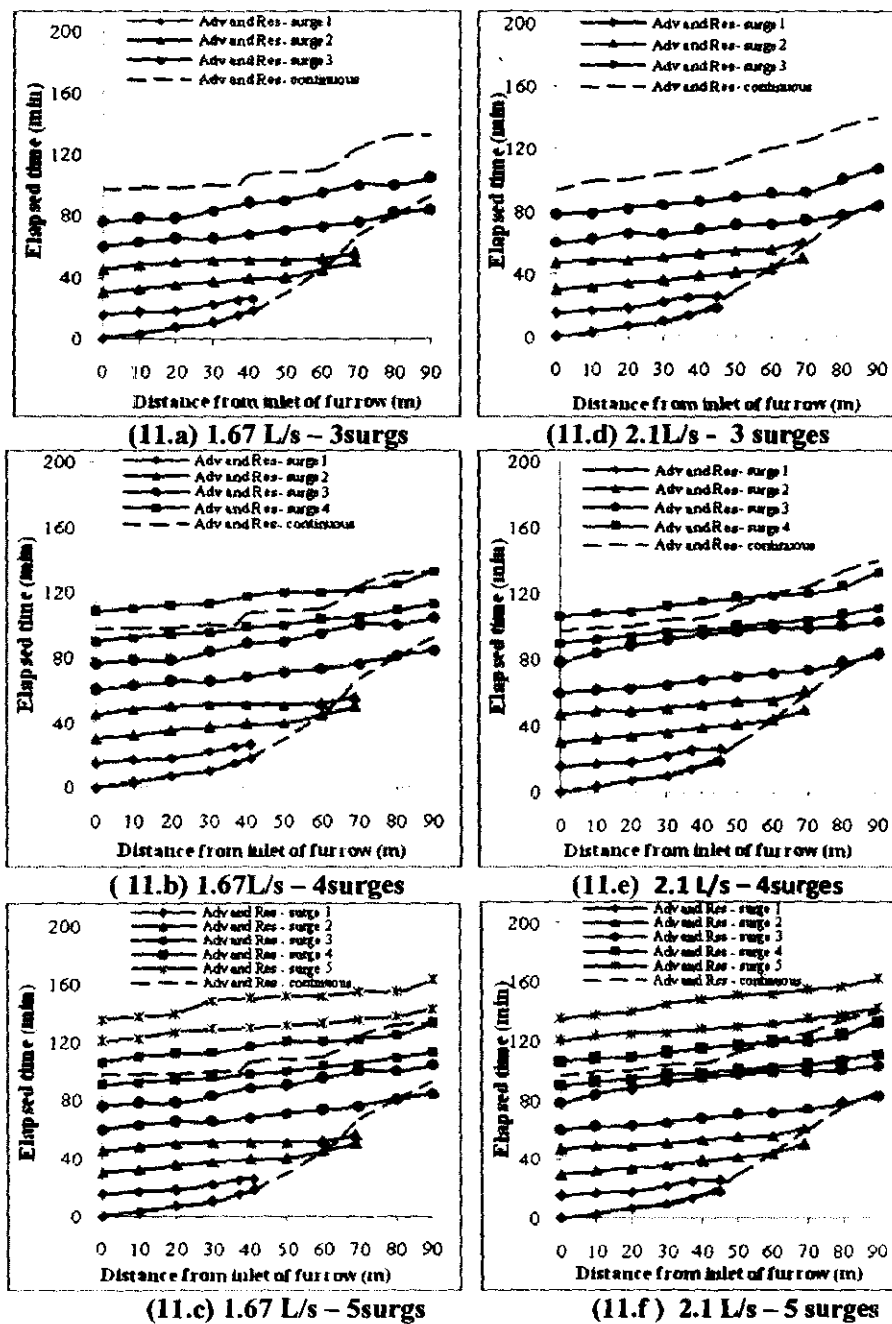 Adv and Res- surge 1
Adv and Res- surge 2
Adv and Res- surge 3
Adv and Res- continuous
Elapsed time (min)
200
160
120
80
40
0
0 10 20 30 40 50 60 70 80 90
Distance from inlet of furrow (m)
(11.a) 1.67 L/s – 3surgs
Adv and Res- surge 1
Adv and Res- surge 2
Adv and Res- surge 3
Adv and Res- continuous
Elapsed time (min)
200
160
120
80
40
0
0 10 20 30 40 50 60 70 80 90
Distance from inlet of furrow (m)
(11.d) 2.1L/s - 3 surges
Adv and Res- surge 1
Adv and Res- surge 2
Adv and Res- surge 3
Adv and Res- surge 4
Adv and Res- continuous
Elapsed time (min)
200
160
120
80
40
0
0 10 20 30 40 50 60 70 80 90
Distance from inlet of furrow (m)
( 11.b) 1.67L/s – 4surges
Adv and Res- surge 1
Adv and Res- surge 2
Adv and Res- surge 3
Adv and Res- surge 4
Adv and Res- continuous
Elapsed time (min)
200
160
120
80
40
0
0 10 20 30 40 50 60 70 80 90
Distance from inlet of furrow (m)
(11.e) 2.1 L/s – 4surges
Adv and Res - surge 1
Adv and Res - surge 2
Adv and Res - surge 3
Adv and Res - surge 4
Adv and Res - surge 5
Adv and Res - continuous
Elapsed time (min)
200
160
120
80
40
0
0 10 20 30 40 50 60 70 80 90
Distance from inlet of furrow (m)
(11.c) 1.67 L/s – 5surgs
Adv and Res - surge 1
Adv and Res - surge 2
Adv and Res - surge 3
Adv and Res - surge 4
Adv and Res - surge 5
Adv and Res - continuous
Elapsed time (min)
200
160
120
80
40
0
0 10 20 30 40 50 60 70 80 90
Distance from inlet of furrow (m)
(11.f ) 2.1 L/s – 5 surges